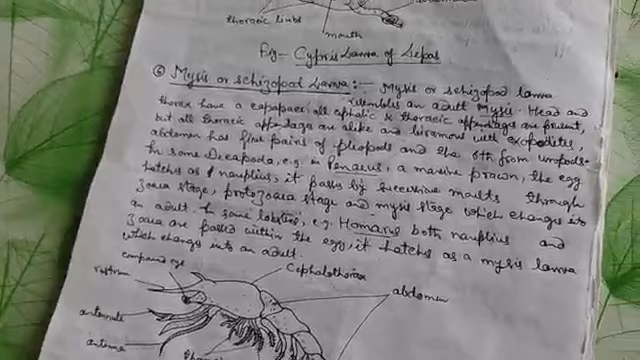 thoracic limbs
mouth
Fig- Cypris Larva of Lepas
⑥ Mysis or schizopod Larva:- Mysis or schizopod larva
resembles an adult Mysis. Head and
thorax have a carapace; all cephalic & thoracic appendages are present,
but all thoracic appendage are alike and biramous with exopodites,
abdomen has five pairs of pleopods and the 6th from uropods.
In some Decapoda, e.g. in Penaeus, a marine prawn, the egg
hatches as nauplius, it pass by successive moults through
zoaea stage, protozoaea stage and mysis stage which changes into
an adult. In some lobsters, e.g. Homarus both nauplius and
zoaea are passed within the egg, it hatches as a mysis larva
which changes into an adult.
compound eye
Cephalothorax
rostrum
abdomen
antennule
antenna